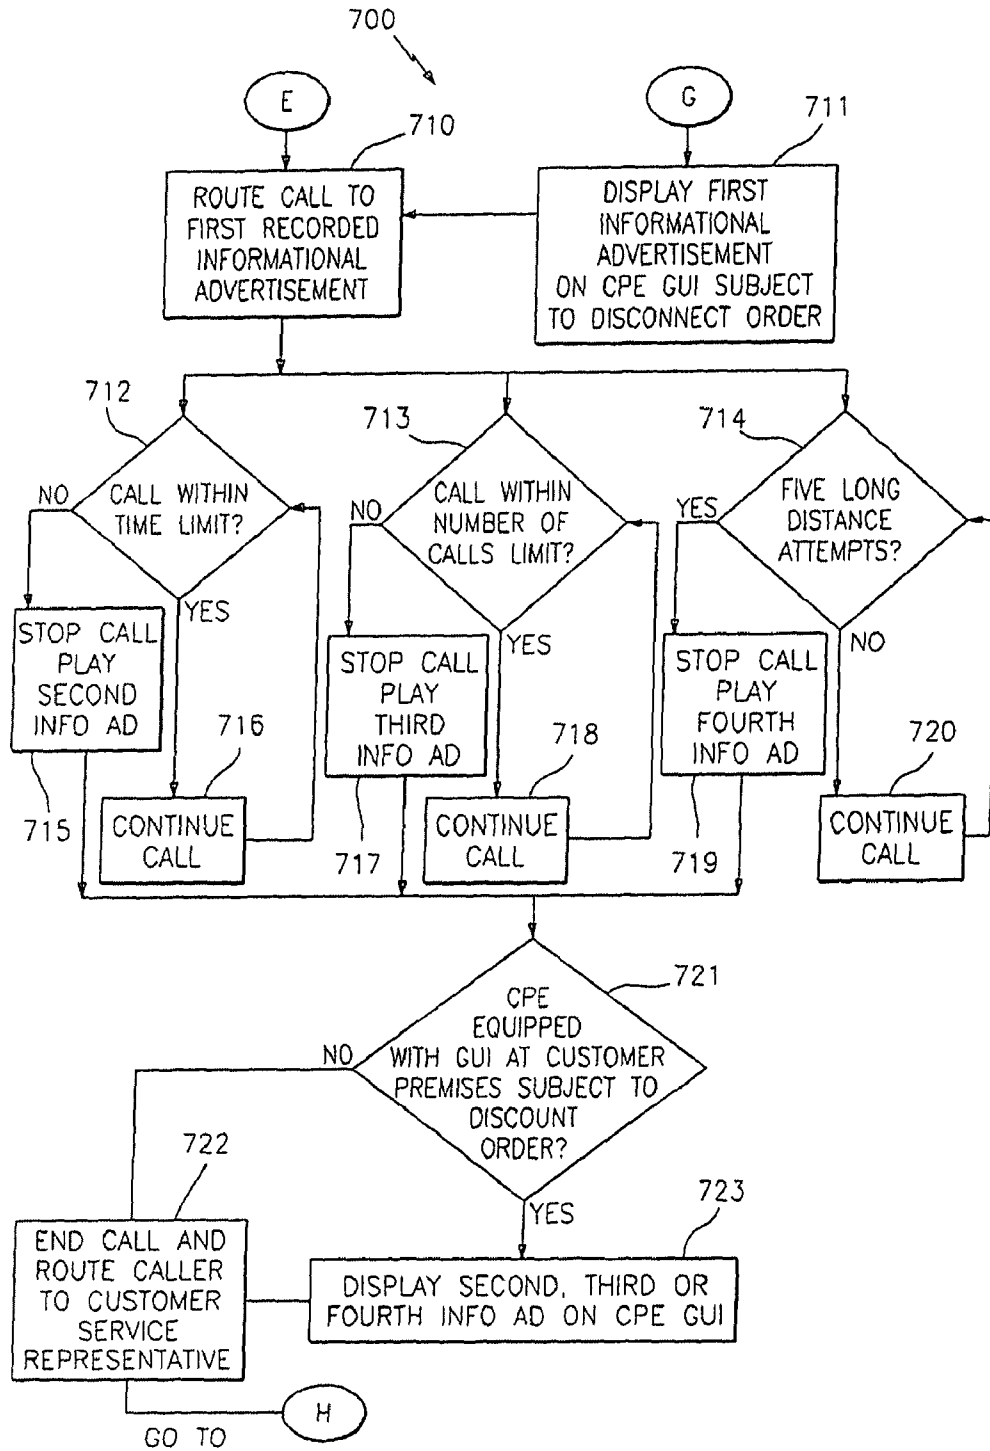 700
E
G
710
711
ROUTE CALL TO
FIRST RECORDED
INFORMATIONAL
ADVERTISEMENT
DISPLAY FIRST
INFORMATIONAL
ADVERTISEMENT
ON CPE GUI SUBJECT
TO DISCONNECT ORDER
712
713
714
NO
CALL WITHIN
TIME LIMIT?
YES
NO
CALL WITHIN
NUMBER OF
CALLS LIMIT?
YES
YES
FIVE LONG
DISTANCE
ATTEMPTS?
NO
STOP CALL
PLAY
SECOND
INFO AD
715
716
CONTINUE
CALL
STOP CALL
PLAY
THIRD
INFO AD
717
718
CONTINUE
CALL
STOP CALL
PLAY
FOURTH
INFO AD
719
720
CONTINUE
CALL
721
CPE
EQUIPPED
WITH GUI AT CUSTOMER
PREMISES SUBJECT TO
DISCOUNT
ORDER?
NO
YES
722
723
END CALL AND
ROUTE CALLER
TO CUSTOMER
SERVICE
REPRESENTATIVE
DISPLAY SECOND, THIRD OR
FOURTH INFO AD ON CPE GUI
GO TO
H